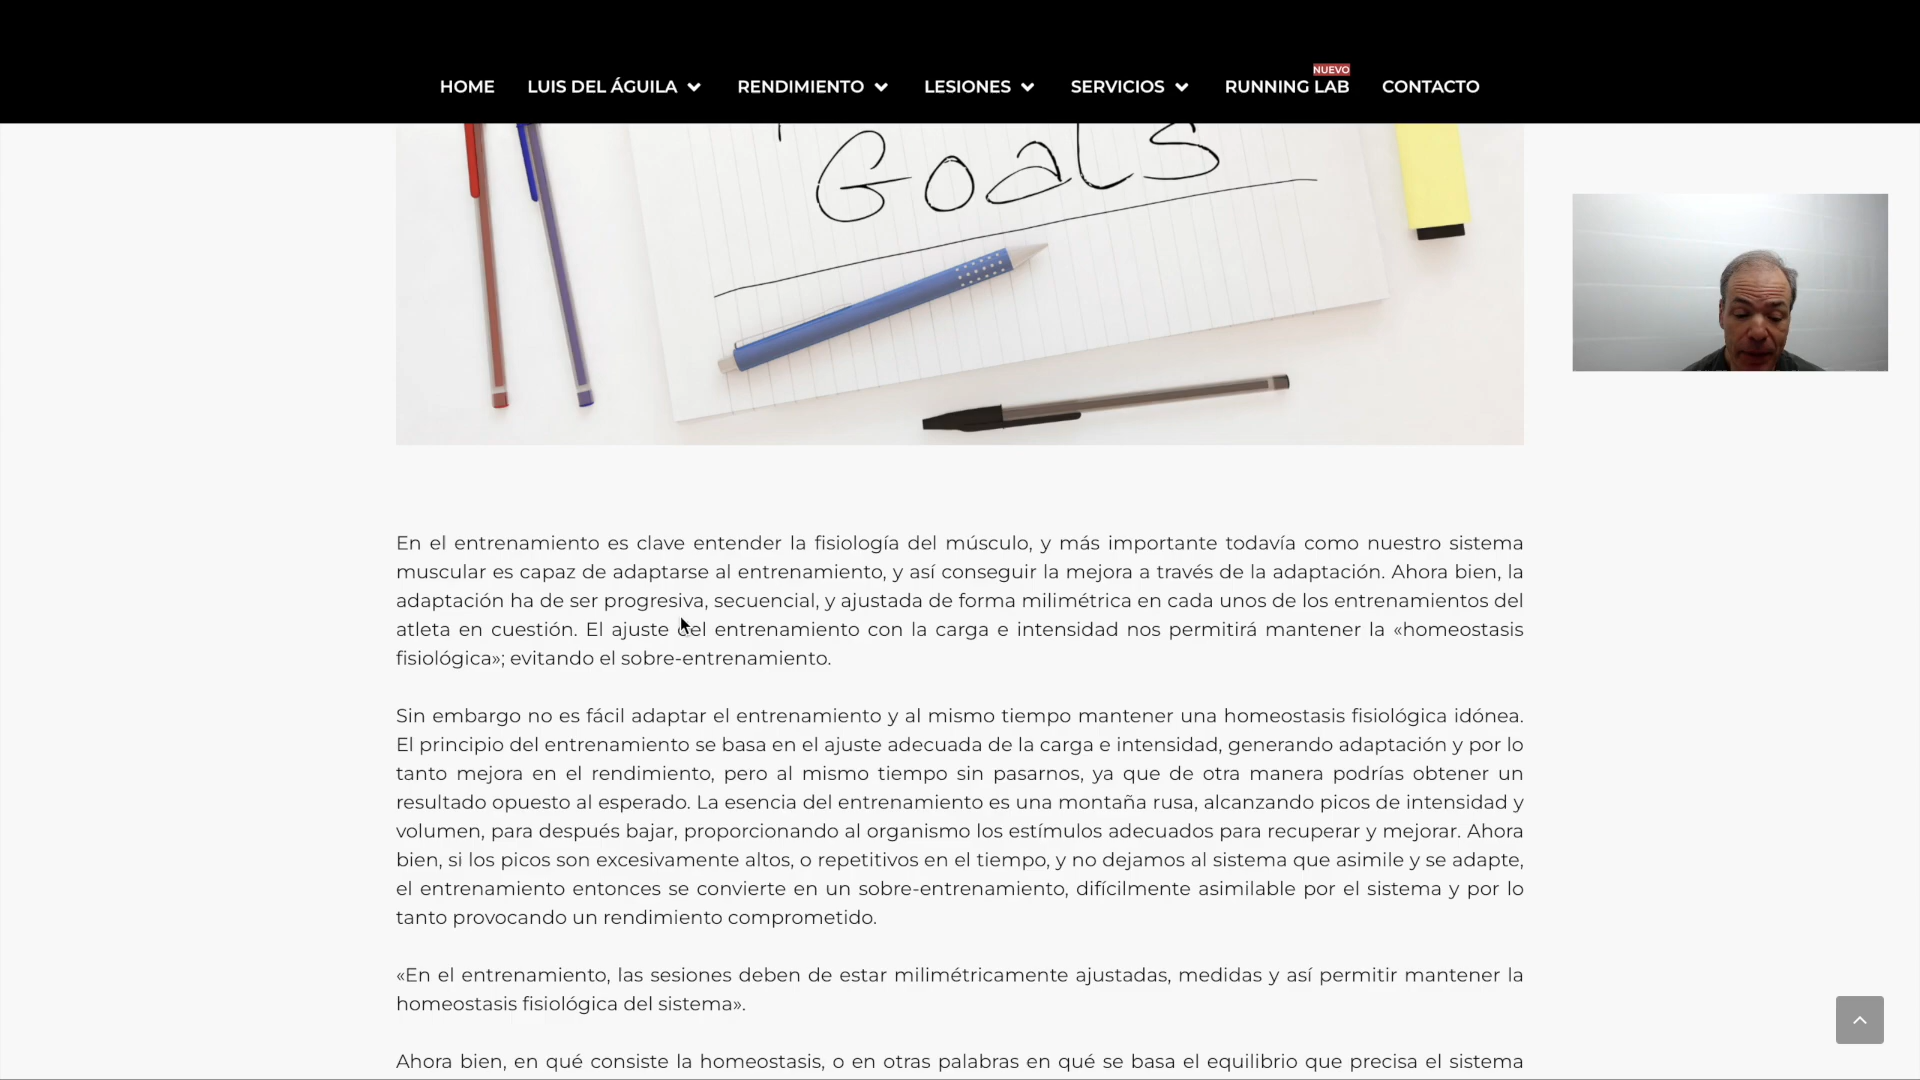 NUEVO
HOME LUIS DEL ÁGUILA RENDIMIENTO LESIONES SERVICIOS RUNNING LAB CONTACTO
Goals
En el entrenamiento es clave entender la fisiología del músculo, y más importante todavía como nuestro sistema
muscular es capaz de adaptarse al entrenamiento, y así conseguir la mejora a través de la adaptación. Ahora bien, la
adaptación ha de ser progresiva, secuencial, y ajustada de forma milimétrica en cada unos de los entrenamientos del
atleta en cuestión. El ajuste del entrenamiento con la carga e intensidad nos permitirá mantener la «homeostasis
fisiológica»; evitando el sobre-entrenamiento.
Sin embargo no es fácil adaptar el entrenamiento y al mismo tiempo mantener una homeostasis fisiológica idónea.
El principio del entrenamiento se basa en el ajuste adecuada de la carga e intensidad, generando adaptación y por lo
tanto mejora en el rendimiento, pero al mismo tiempo sin pasarnos, ya que de otra manera podrías obtener un
resultado opuesto al esperado. La esencia del entrenamiento es una montaña rusa, alcanzando picos de intensidad y
volumen, para después bajar, proporcionando al organismo los estímulos adecuados para recuperar y mejorar. Ahora
bien, si los picos son excesivamente altos, o repetitivos en el tiempo, y no dejamos al sistema que asimile y se adapte,
el entrenamiento entonces se convierte en un sobre-entrenamiento, difícilmente asimilable por el sistema y por lo
tanto provocando un rendimiento comprometido.
«En el entrenamiento, las sesiones deben de estar milimétricamente ajustadas, medidas y así permitir mantener la
homeostasis fisiológica del sistema».
Ahora bien, en qué consiste la homeostasis, o en otras palabras en qué se basa el equilibrio que precisa el sistema